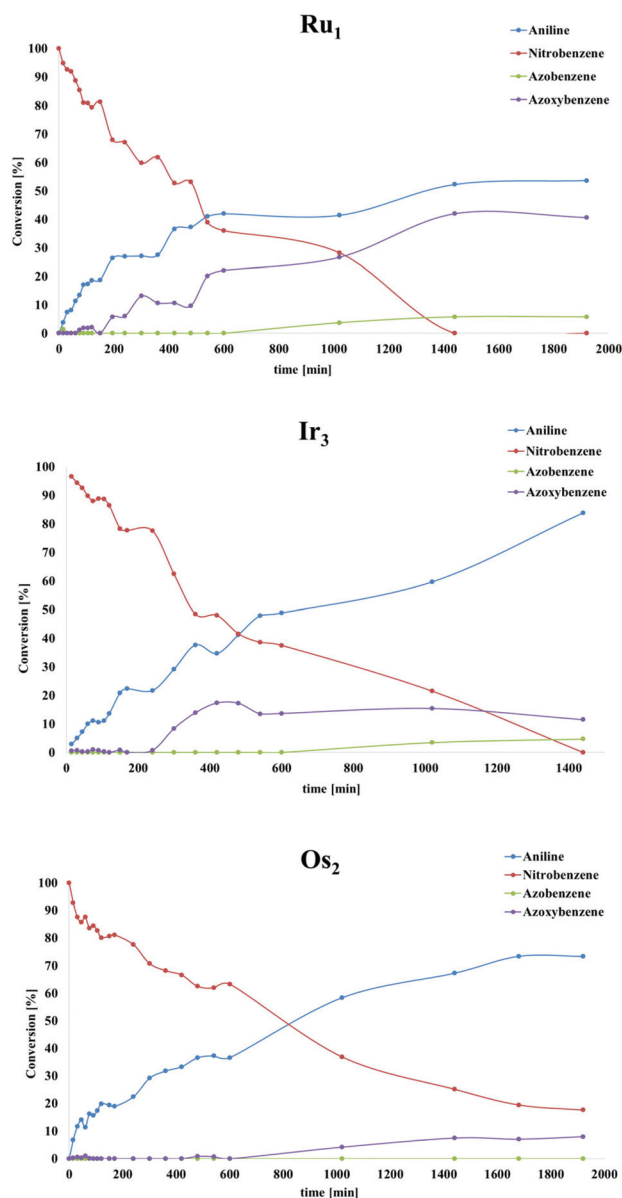 Ru₁
Aniline
Nitrobenzene
Azobenzene
Azoxybenzene
Conversion [%]
100
90
80
70
60
50
40
30
20
10
0
0 200 400 600 800 1000 1200 1400 1600 1800 2000
time [min]
Ir₃
Aniline
Nitrobenzene
Azobenzene
Azoxybenzene
Conversion [%]
100
90
80
70
60
50
40
30
20
10
0
0 200 400 600 800 1000 1200 1400
time [min]
Os₂
Aniline
Nitrobenzene
Azobenzene
Azoxybenzene
Conversion [%]
100
90
80
70
60
50
40
30
20
10
0
0 200 400 600 800 1000 1200 1400 1600 1800 2000
time [min]